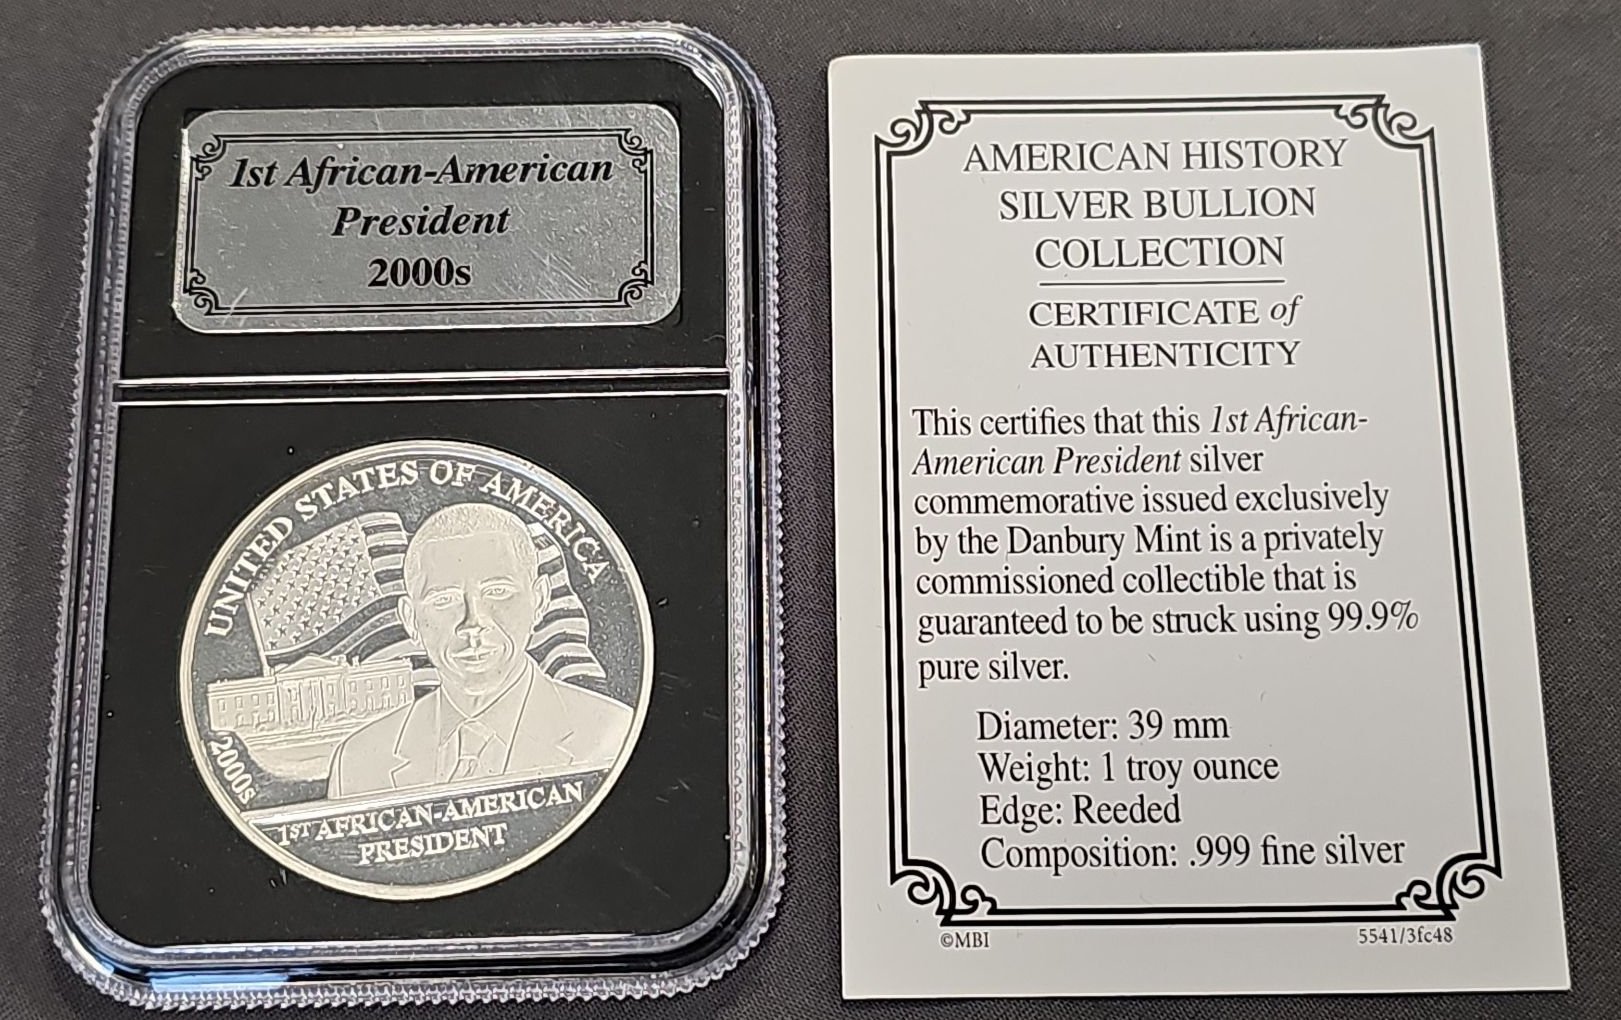 1st African-American
President
2000s
UNITED STATES OF AMERICA
2000s
1ST AFRICAN-AMERICAN
PRESIDENT
AMERICAN HISTORY
SILVER BULLION
COLLECTION
CERTIFICATE of
AUTHENTICITY
This certifies that this 1st African-
American President silver
commemorative issued exclusively
by the Danbury Mint is a privately
commissioned collectible that is
guaranteed to be struck using 99.9%
pure silver.
Diameter: 39 mm
Weight: 1 troy ounce
Edge: Reeded
Composition: .999 fine silver
©MBI
5541/3fc48